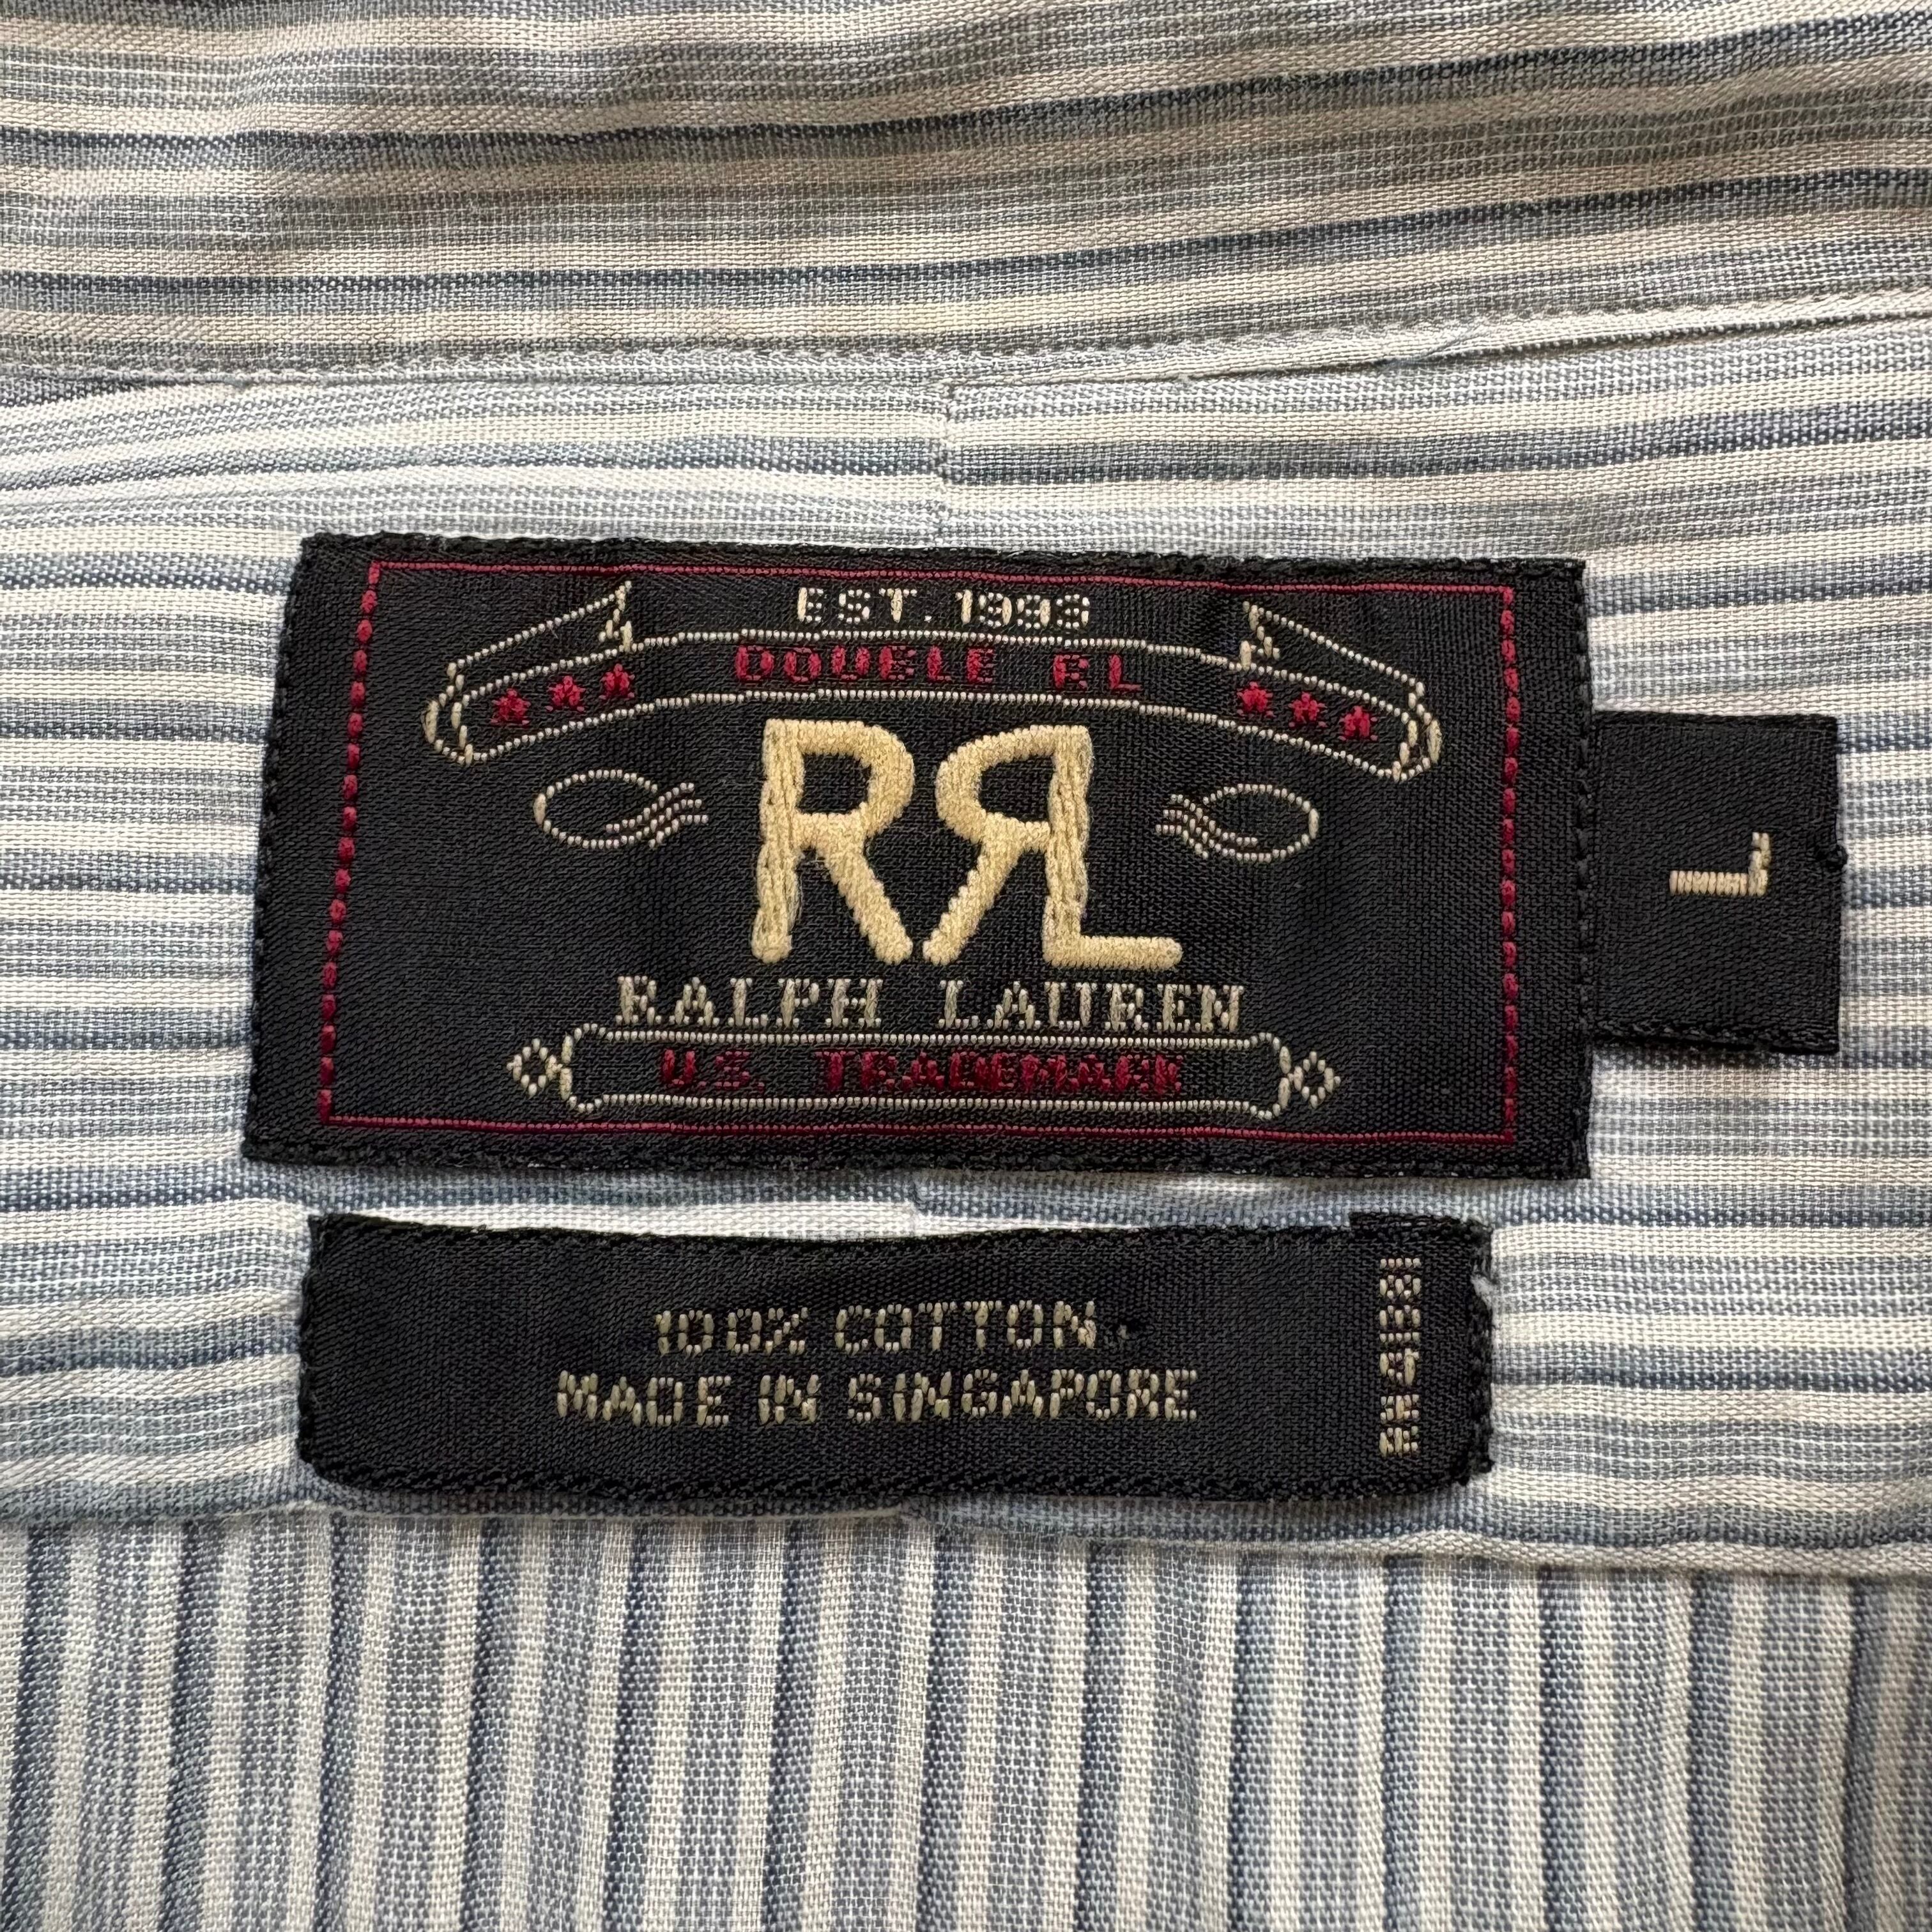 EST. 1993
DOUBLE RL
RRL
RALPH LAUREN
U.S. TRADEMARK
L
100% COTTON
MADE IN SINGAPORE